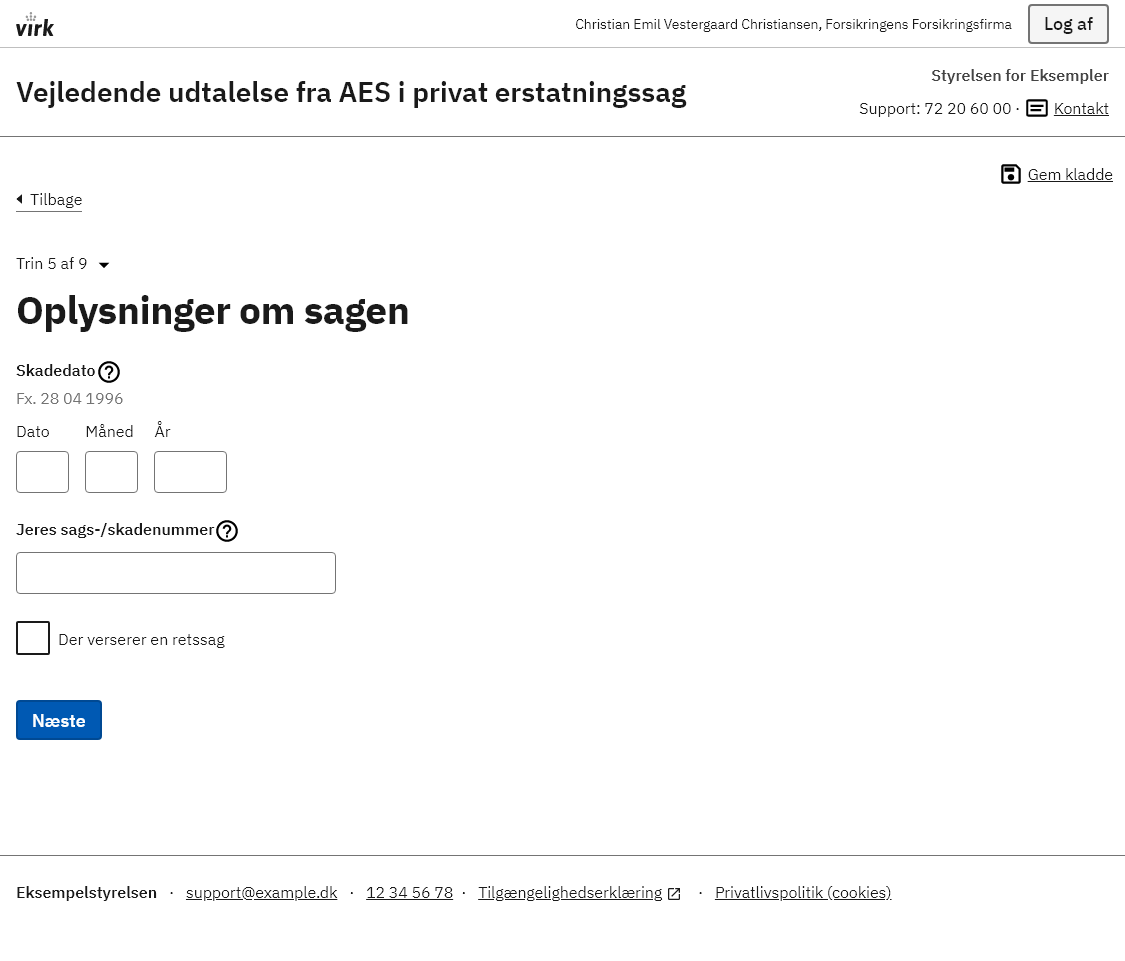 virk
Christian Emil Vestergaard Christiansen, Forsikringens Forsikringsfirma
Log af
Vejledende udtalelse fra AES i privat erstatningssag
Styrelsen for Eksempler
Support: 72 20 60 00 · Kontakt
Gem kladde
Tilbage
Trin 5 af 9
Oplysninger om sagen
Skadedato
Fx. 28 04 1996
Dato Måned År
Jeres sags-/skadenummer
Der verserer en retssag
Næste
Eksempelstyrelsen · support@example.dk · 12 34 56 78 · Tilgængelighedserklæring · Privatlivspolitik (cookies)